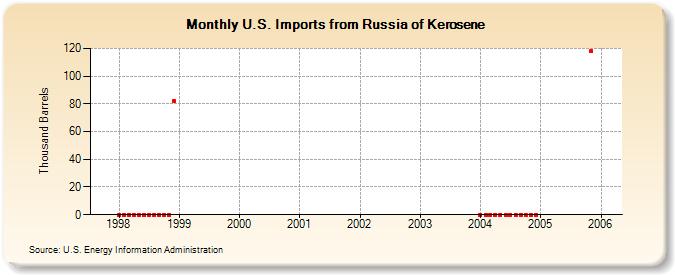 Monthly U.S. Imports from Russia of Kerosene
Thousand Barrels
120
100
80
60
40
20
0
1998 1999 2000 2001 2002 2003 2004 2005 2006
Source: U.S. Energy Information Administration